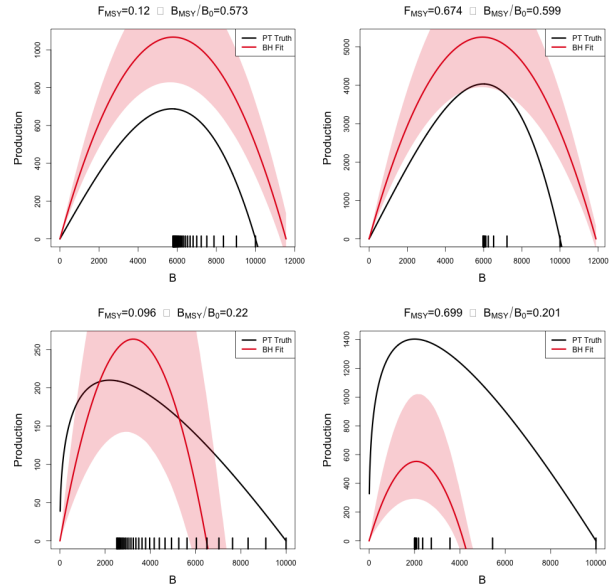 F_MSY=0.12 □ B_MSY/B_0=0.573
PT Truth
BH Fit
Production
0
200
400
600
800
1000
0
2000
4000
6000
8000
10000
12000
B
F_MSY=0.674 □ B_MSY/B_0=0.599
PT Truth
BH Fit
Production
0
1000
2000
3000
4000
5000
0
2000
4000
6000
8000
10000
12000
B
F_MSY=0.096 □ B_MSY/B_0=0.22
PT Truth
BH Fit
Production
0
50
100
150
200
250
0
2000
4000
6000
8000
10000
B
F_MSY=0.699 □ B_MSY/B_0=0.201
PT Truth
BH Fit
Production
0
200
400
600
800
1000
1200
1400
0
2000
4000
6000
8000
10000
B